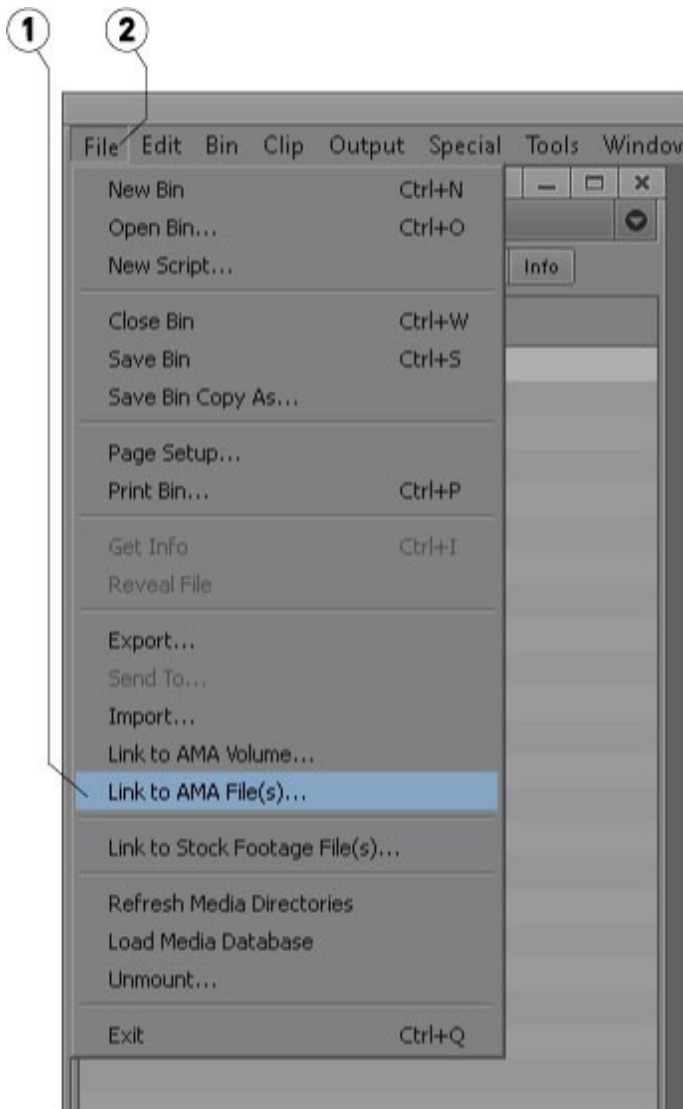 1 2
File Edit Bin Clip Output Special Tools Window
New Bin Ctrl+N
Open Bin... Ctrl+O
New Script...
Info
Close Bin Ctrl+W
Save Bin Ctrl+S
Save Bin Copy As...
Page Setup...
Print Bin... Ctrl+P
Get Info Ctrl+I
Reveal File
Export...
Send To...
Import...
Link to AMA Volume...
Link to AMA File(s)...
Link to Stock Footage File(s)...
Refresh Media Directories
Load Media Database
Unmount...
Exit Ctrl+Q